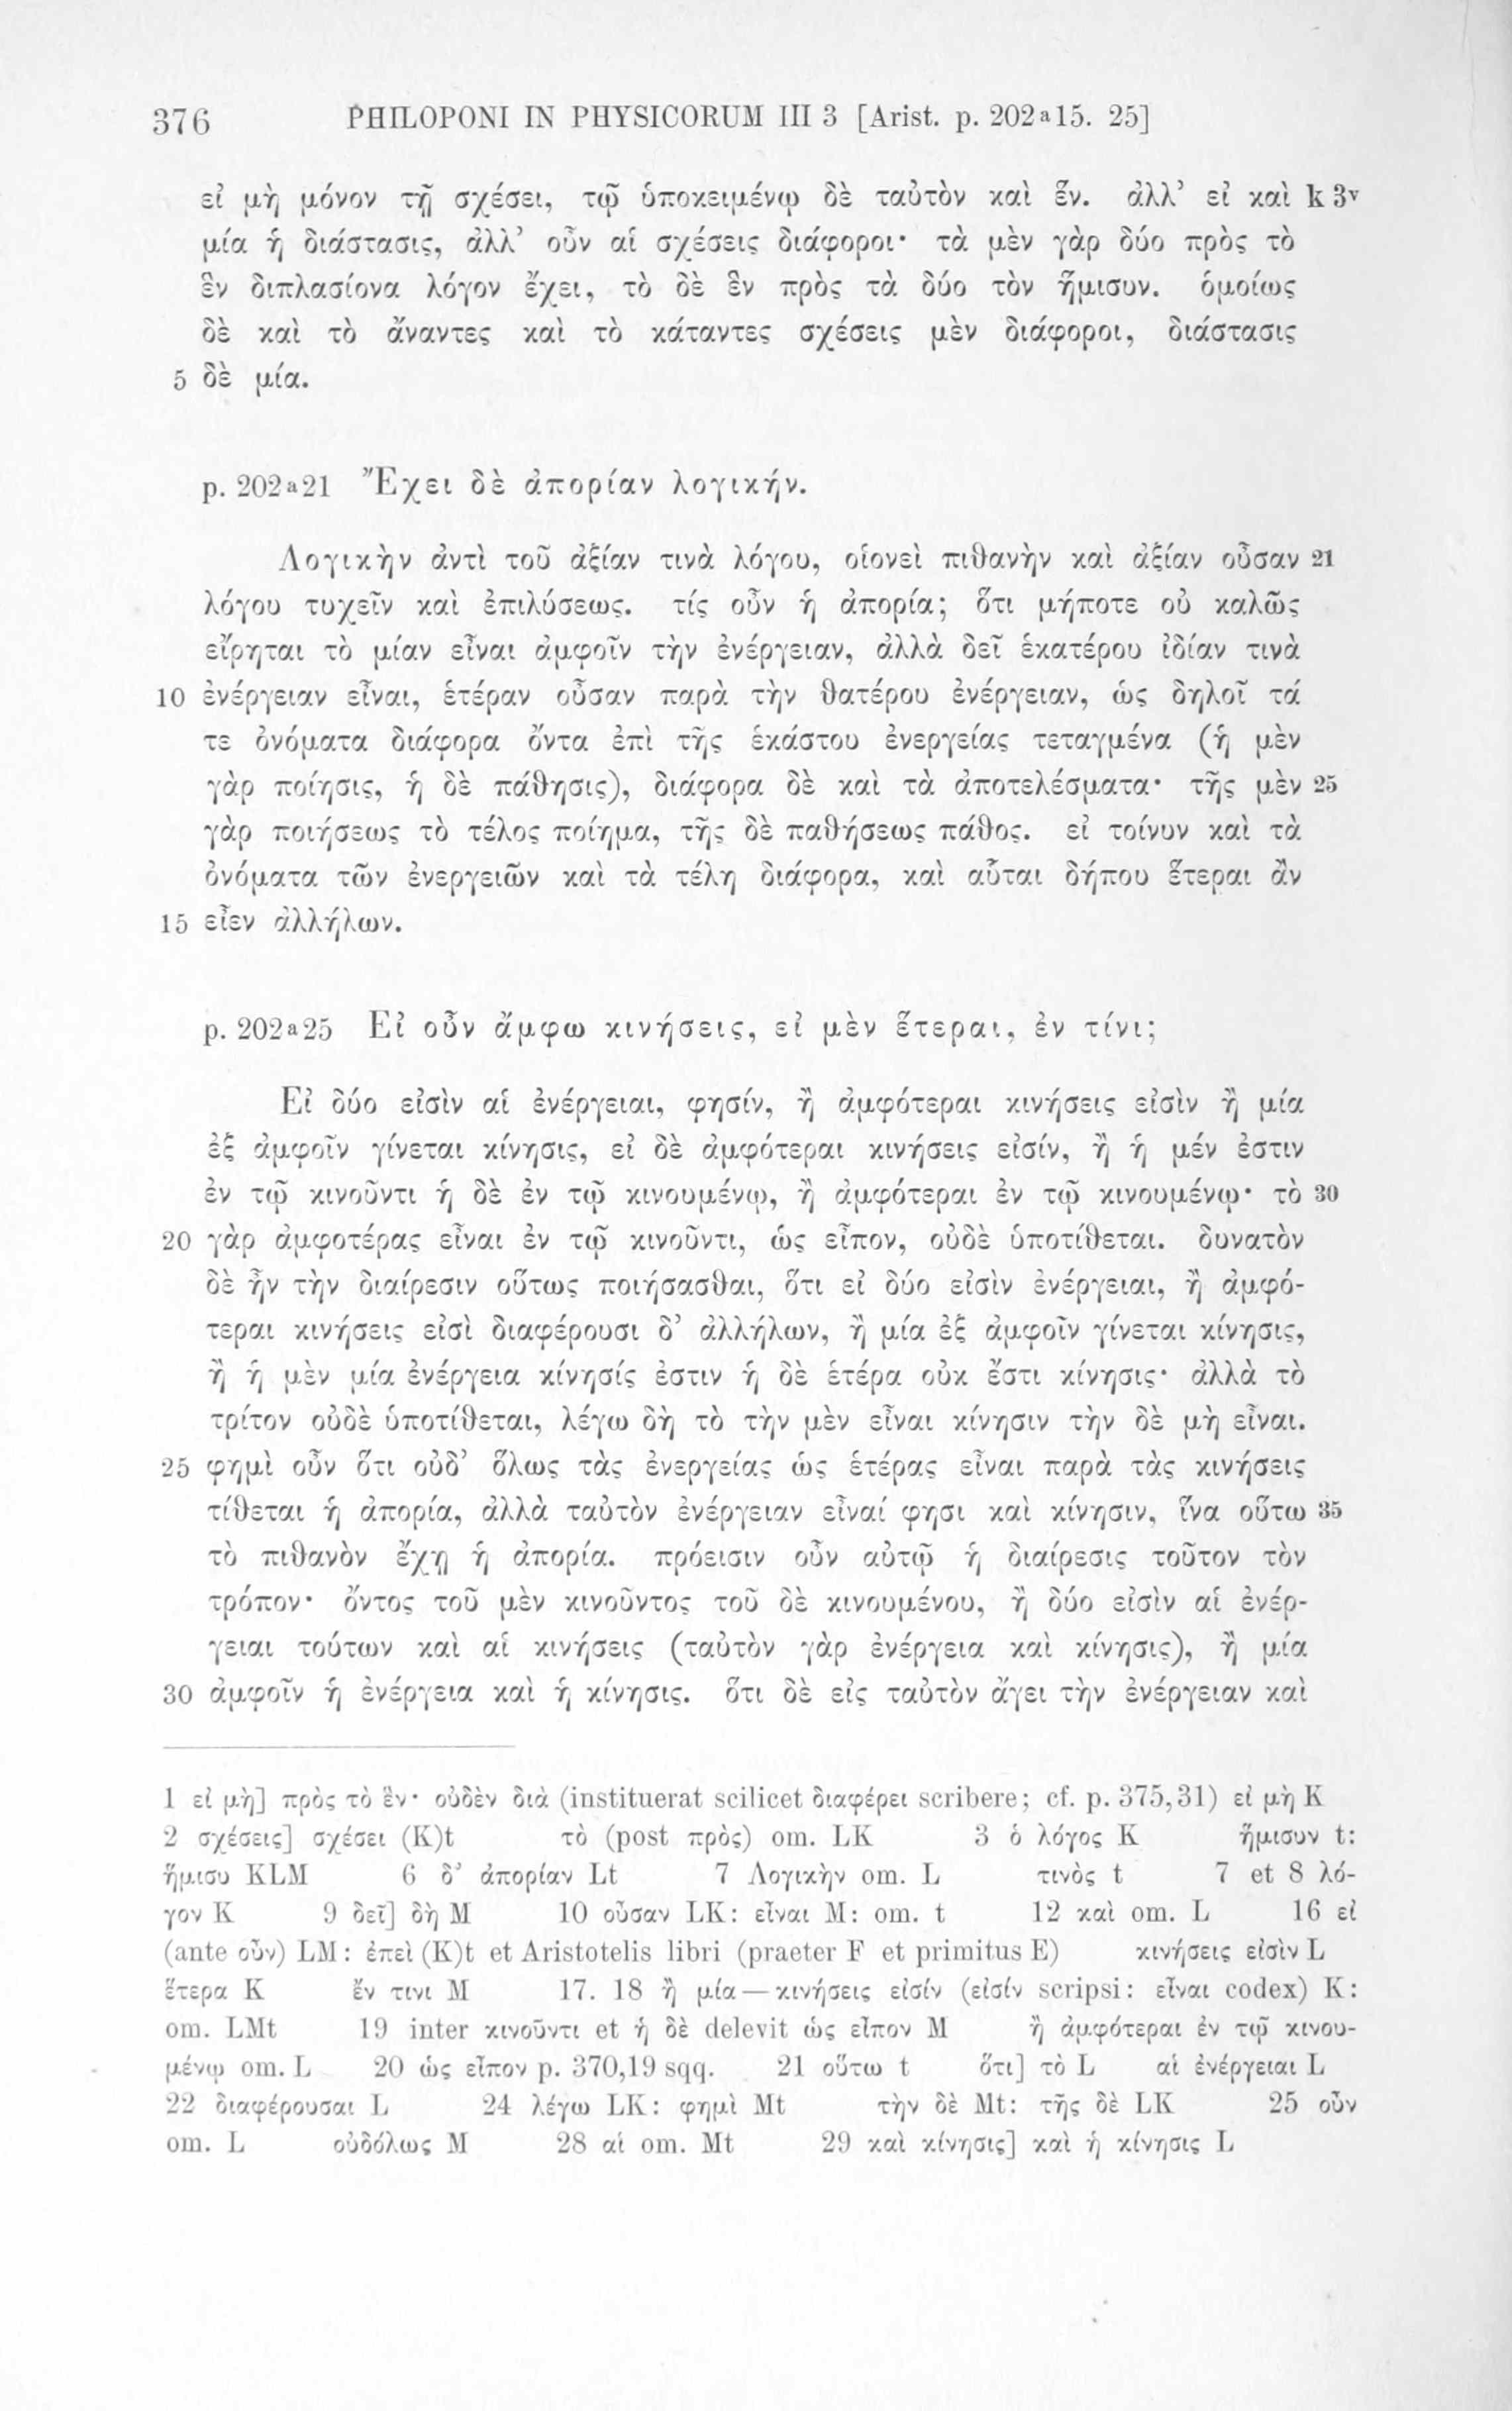 376 PHILOPONI IN PHYSICORUM III 3 [Arist. p. 202ᵃ15. 25]
εἰ μὴ μόνον τῇ σχέσει, τῷ ὑποκειμένῳ δὲ ταὐτὸν καὶ ἕν. ἀλλ’ εἰ καὶ k 3ᵛ
μία ἡ διάστασις, ἀλλ’ οὖν αἱ σχέσεις διάφοροι· τὰ μὲν γὰρ δύο πρὸς τὸ
ἓν διπλασίονα λόγον ἔχει, τὸ δὲ ἓν πρὸς τὰ δύο τὸν ἥμισυν. ὁμοίως
δὲ καὶ τὸ ἄναντες καὶ τὸ κάταντες σχέσεις μὲν διάφοροι, διάστασις
5 δὲ μία.
p. 202ᵃ21 Ἔχει δὲ ἀπορίαν λογικήν.
Λογικὴν ἀντὶ τοῦ ἀξίαν τινὰ λόγου, οἱονεὶ πιθανὴν καὶ ἀξίαν οὖσαν 21
λόγου τυχεῖν καὶ ἐπιλύσεως. τίς οὖν ἡ ἀπορία; ὅτι μήποτε οὐ καλῶς
εἴρηται τὸ μίαν εἶναι ἀμφοῖν τὴν ἐνέργειαν, ἀλλὰ δεῖ ἑκατέρου ἰδίαν τινὰ
10 ἐνέργειαν εἶναι, ἑτέραν οὖσαν παρὰ τὴν θατέρου ἐνέργειαν, ὡς δηλοῖ τά
τε ὀνόματα διάφορα ὄντα ἐπὶ τῆς ἑκάστου ἐνεργείας τεταγμένα (ἡ μὲν
γὰρ ποίησις, ἡ δὲ πάθησις), διάφορα δὲ καὶ τὰ ἀποτελέσματα· τῆς μὲν 25
γὰρ ποιήσεως τὸ τέλος ποίημα, τῆς δὲ παθήσεως πάθος. εἰ τοίνυν καὶ τὰ
ὀνόματα τῶν ἐνεργειῶν καὶ τὰ τέλη διάφορα, καὶ αὗται δήπου ἕτεραι ἂν
15 εἶεν ἀλλήλων.
p. 202ᵃ25 Εἰ οὖν ἄμφω κινήσεις, εἰ μὲν ἕτεραι, ἐν τίνι;
Εἰ δύο εἰσὶν αἱ ἐνέργειαι, φησίν, ἢ ἀμφότεραι κινήσεις εἰσὶν ἢ μία
ἐξ ἀμφοῖν γίνεται κίνησις, εἰ δὲ ἀμφότεραι κινήσεις εἰσίν, ἢ ἡ μέν ἐστιν
ἐν τῷ κινοῦντι ἡ δὲ ἐν τῷ κινουμένῳ, ἢ ἀμφότεραι ἐν τῷ κινουμένῳ· τὸ 30
20 γὰρ ἀμφοτέρας εἶναι ἐν τῷ κινοῦντι, ὡς εἶπον, οὐδὲ ὑποτίθεται. δυνατὸν
δὲ ἦν τὴν διαίρεσιν οὕτως ποιήσασθαι, ὅτι εἰ δύο εἰσὶν ἐνέργειαι, ἢ ἀμφό-
τεραι κινήσεις εἰσὶ διαφέρουσι δ’ ἀλλήλων, ἢ μία ἐξ ἀμφοῖν γίνεται κίνησις,
ἢ ἡ μὲν μία ἐνέργεια κίνησίς ἐστιν ἡ δὲ ἑτέρα οὐκ ἔστι κίνησις· ἀλλὰ τὸ
τρίτον οὐδὲ ὑποτίθεται, λέγω δὴ τὸ τὴν μὲν εἶναι κίνησιν τὴν δὲ μὴ εἶναι.
25 φημὶ οὖν ὅτι οὐδ’ ὅλως τὰς ἐνεργείας ὡς ἑτέρας εἶναι παρὰ τὰς κινήσεις
τίθεται ἡ ἀπορία, ἀλλὰ ταὐτὸν ἐνέργειαν εἶναί φησι καὶ κίνησιν, ἵνα οὕτω 35
τὸ πιθανὸν ἔχῃ ἡ ἀπορία. πρόεισιν οὖν αὐτῷ ἡ διαίρεσις τοῦτον τὸν
τρόπον· ὄντος τοῦ μὲν κινοῦντος τοῦ δὲ κινουμένου, ἢ δύο εἰσὶν αἱ ἐνέρ-
γειαι τούτων καὶ αἱ κινήσεις (ταὐτὸν γὰρ ἐνέργεια καὶ κίνησις), ἢ μία
30 ἀμφοῖν ἡ ἐνέργεια καὶ ἡ κίνησις. ὅτι δὲ εἰς ταὐτὸν ἄγει τὴν ἐνέργειαν καὶ
1 εἰ μὴ] πρὸς τὸ ἕν· οὐδὲν διὰ (instituerat scilicet διαφέρει scribere; cf. p. 375,31) εἰ μὴ K
2 σχέσεις] σχέσει (K)t τὸ (post πρὸς) om. LK 3 ὁ λόγος K ἥμισυν t:
ἥμισυ KLM 6 δ’ ἀπορίαν Lt 7 Λογικὴν om. L τινὸς t 7 et 8 λό-
γον K 9 δεῖ] δὴ M 10 οὖσαν LK: εἶναι M: om. t 12 καὶ om. L 16 εἰ
(ante οὖν) LM: ἐπεὶ (K)t et Aristotelis libri (praeter F et primitus E) κινήσεις εἰσὶν L
ἕτερα K ἔν τινι M 17. 18 ἢ μία — κινήσεις εἰσίν (εἰσίν scripsi: εἶναι codex) K:
om. LMt 19 inter κινοῦντι et ἡ δὲ delevit ὡς εἶπον M ἢ ἀμφότεραι ἐν τῷ κινου-
μένῳ om. L 20 ὡς εἶπον p. 370,19 sqq. 21 οὕτω t ὅτι] τὸ L αἱ ἐνέργειαι L
22 διαφέρουσαι L 24 λέγω LK: φημὶ Mt τὴν δὲ Mt: τῆς δὲ LK 25 οὖν
om. L οὐδόλως M 28 αἱ om. Mt 29 καὶ κίνησις] καὶ ἡ κίνησις L